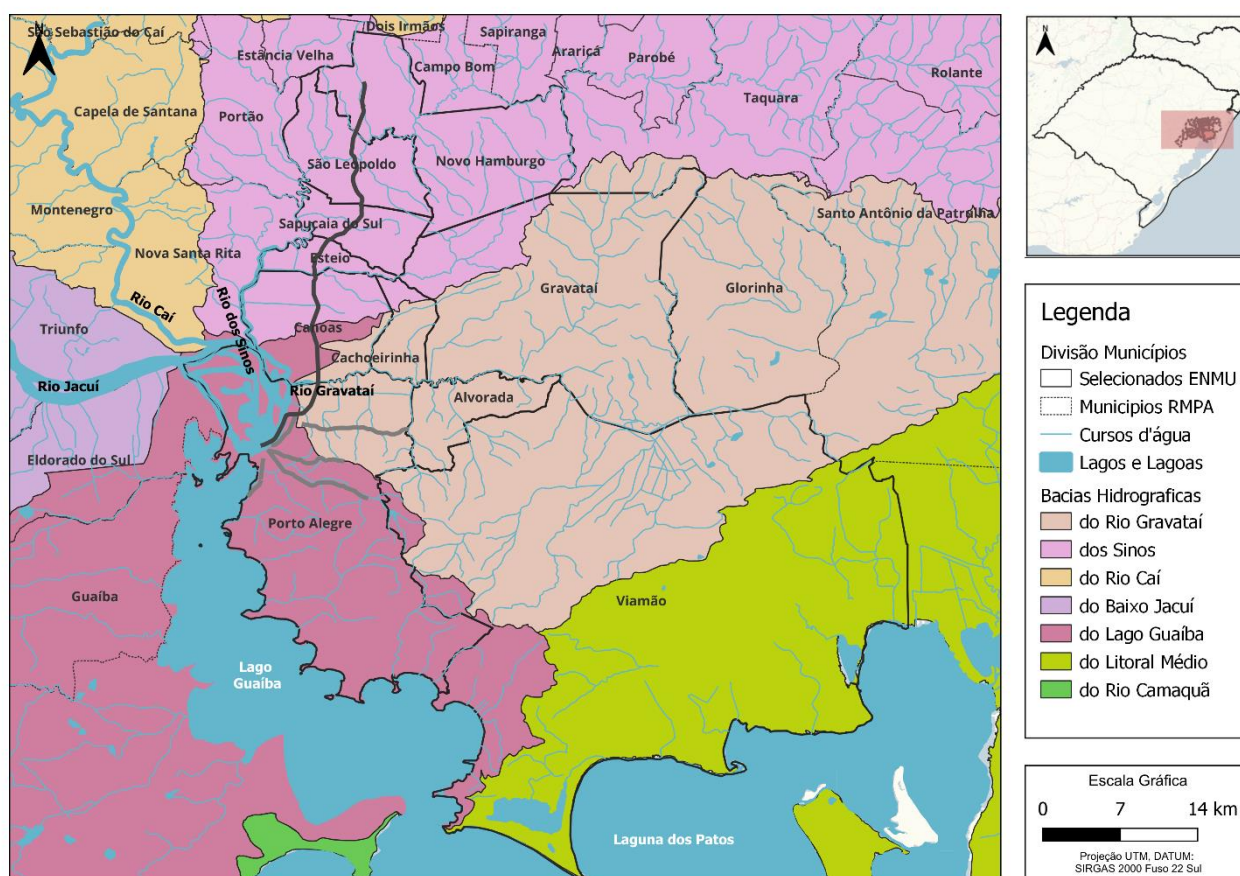 São Sebastião do Caí
Dois Irmãos
Sapiranga
Estância Velha
Campo Bom
Araricá
Parobé
Rolante
Capela de Santana
Portão
Taquara
São Leopoldo
Novo Hamburgo
Montenegro
Sapucaia do Sul
Santo Antônio da Patrulha
Nova Santa Rita
Esteio
Gravataí
Glorinha
Rio Caí
Rio dos Sinos
Triunfo
Canoas
Cachoeirinha
Rio Jacuí
Rio Gravataí
Alvorada
Eldorado do Sul
Porto Alegre
Guaíba
Viamão
Lago
Guaíba
Laguna dos Patos
N
Legenda
Divisão Municípios
Selecionados ENMU
Municipios RMPA
Cursos d'água
Lagos e Lagoas
Bacias Hidrograficas
do Rio Gravataí
dos Sinos
do Rio Caí
do Baixo Jacuí
do Lago Guaíba
do Litoral Médio
do Rio Camaquã
Escala Gráfica
0 7 14 km
Projeção UTM, DATUM:
SIRGAS 2000 Fuso 22 Sul